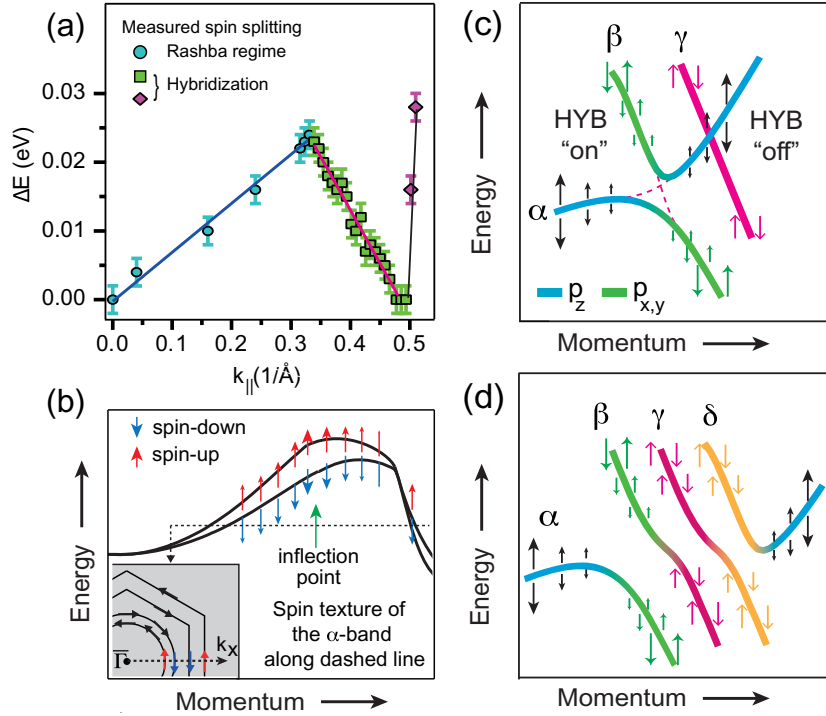 (a)
Measured spin splitting
Rashba regime
} Hybridization
0.03
0.02
0.01
0.00
ΔE (eV)
0.0 0.1 0.2 0.3 0.4 0.5
k||(1/Å)
(b)
spin-down
spin-up
inflection
point
Spin texture of
the α-band
along dashed line
Γ̅
kX
Energy
Momentum
(c)
β γ
HYB
“on”
HYB
“off”
α
pz px,y
Energy
Momentum
(d)
β γ δ
α
Energy
Momentum